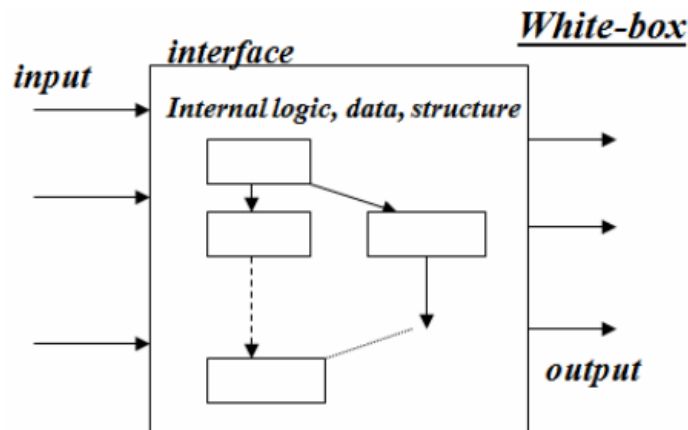 White-box
interface
input
Internal logic, data, structure
output